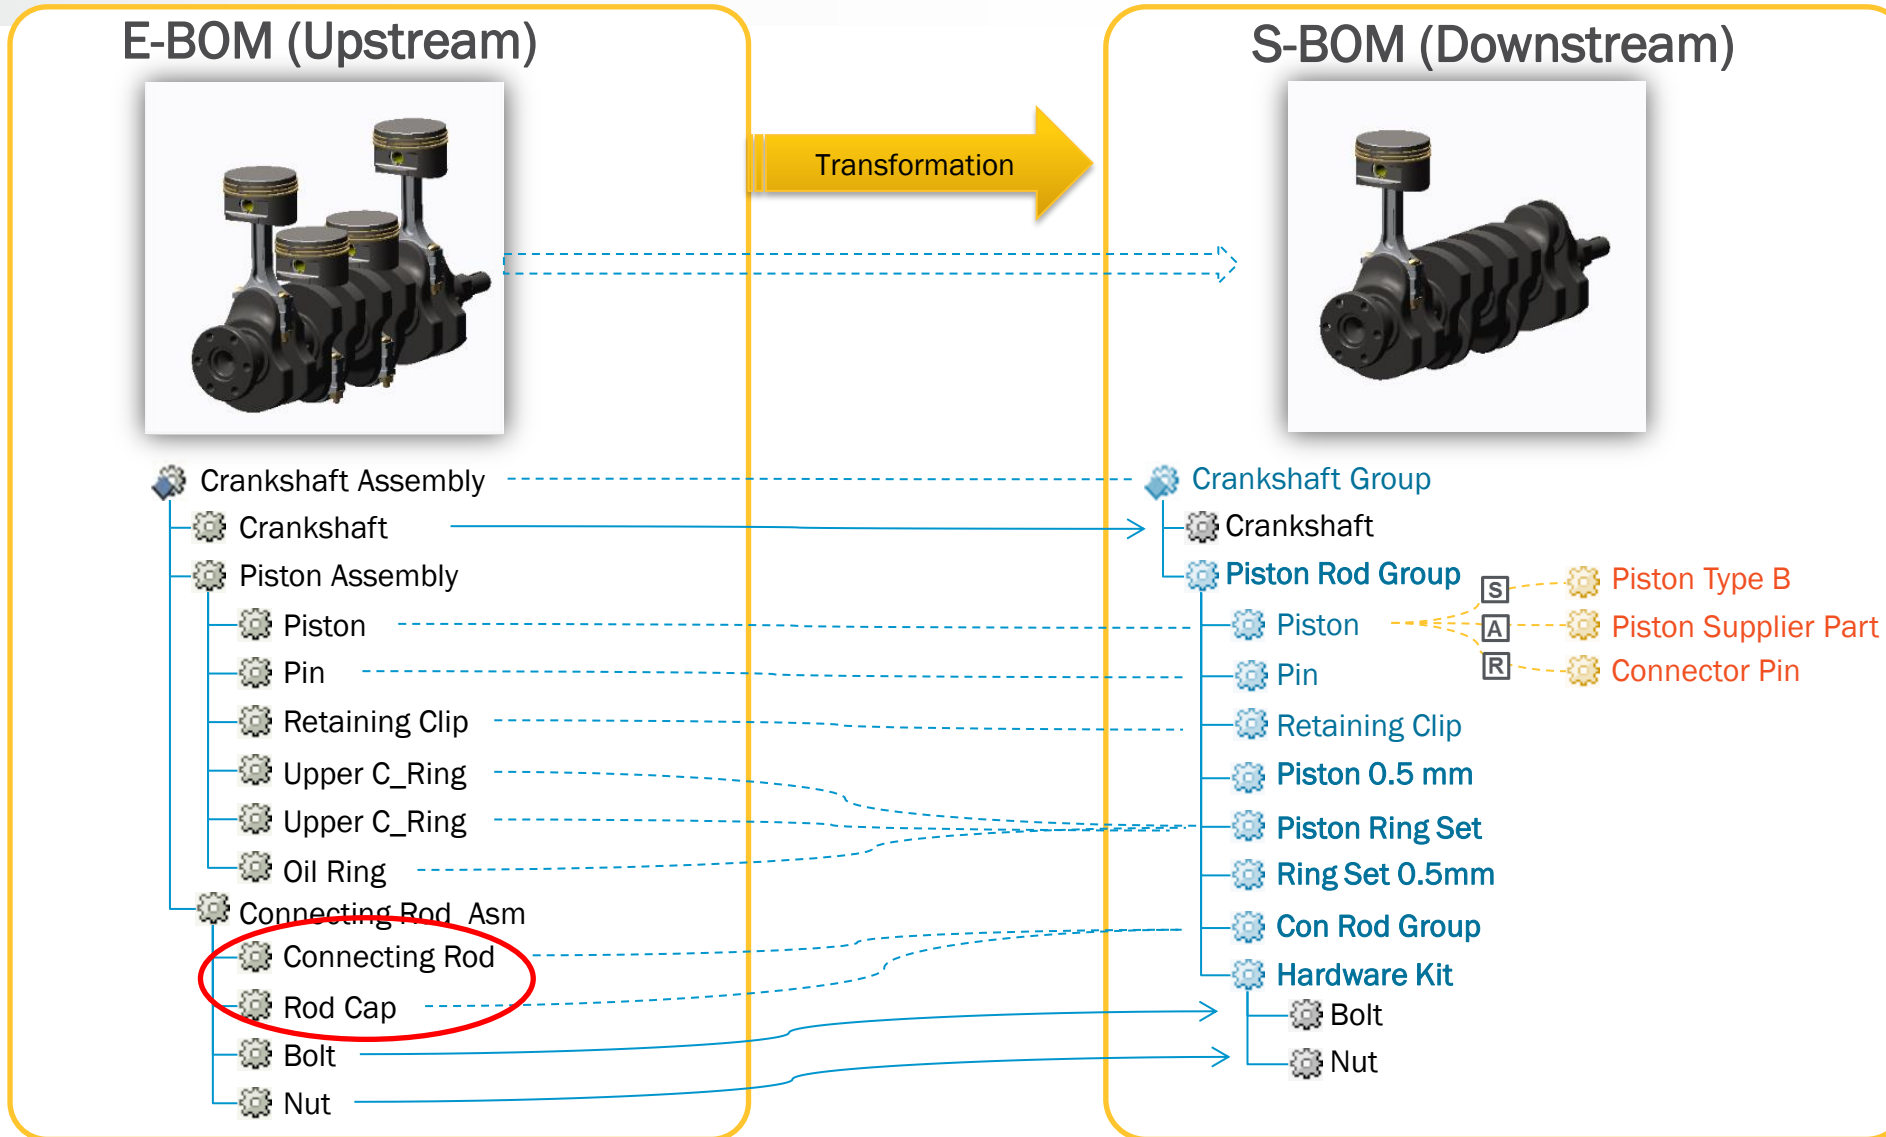 E-BOM (Upstream)
S-BOM (Downstream)
Transformation
Crankshaft Assembly
Crankshaft
Piston Assembly
Piston
Pin
Retaining Clip
Upper C_Ring
Upper C_Ring
Oil Ring
Connecting Rod_Asm
Connecting Rod
Rod Cap
Bolt
Nut
Crankshaft Group
Crankshaft
Piston Rod Group
Piston
Pin
Retaining Clip
Piston 0.5 mm
Piston Ring Set
Ring Set 0.5mm
Con Rod Group
Hardware Kit
Bolt
Nut
S
Piston Type B
A
Piston Supplier Part
R
Connector Pin